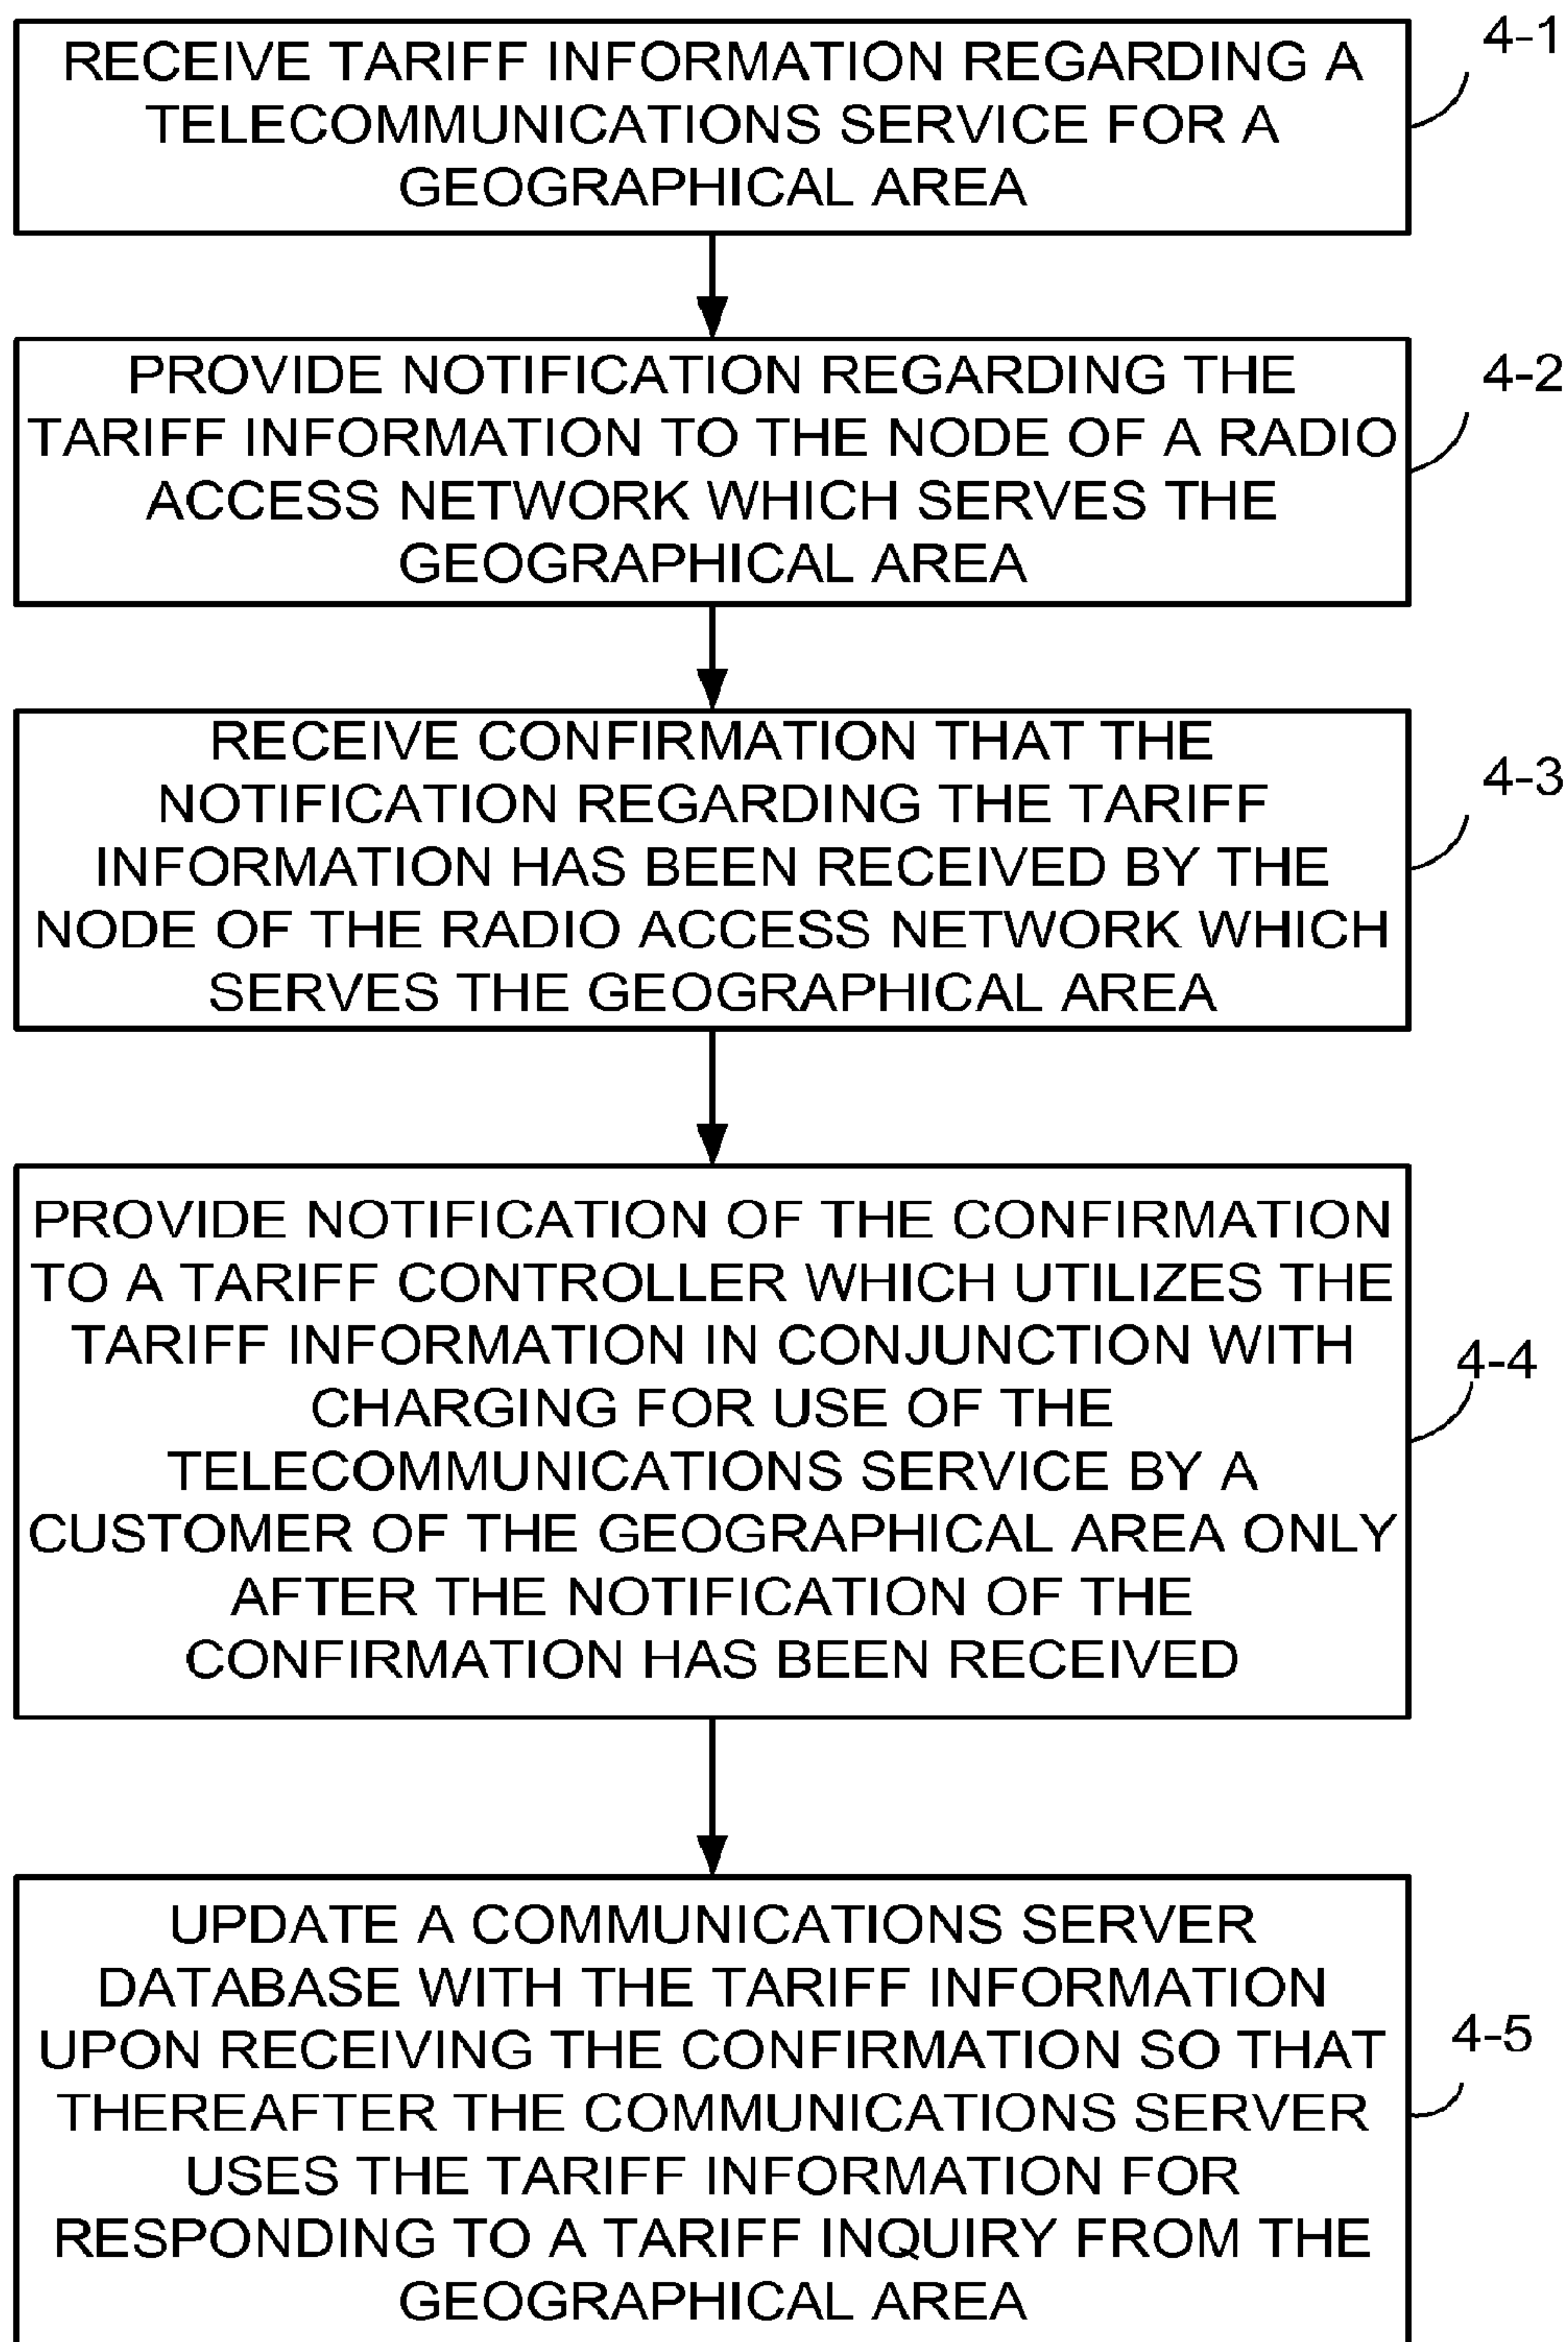 RECEIVE TARIFF INFORMATION REGARDING A
TELECOMMUNICATIONS SERVICE FOR A
GEOGRAPHICAL AREA
4-1
PROVIDE NOTIFICATION REGARDING THE
TARIFF INFORMATION TO THE NODE OF A RADIO
ACCESS NETWORK WHICH SERVES THE
GEOGRAPHICAL AREA
4-2
RECEIVE CONFIRMATION THAT THE
NOTIFICATION REGARDING THE TARIFF
INFORMATION HAS BEEN RECEIVED BY THE
NODE OF THE RADIO ACCESS NETWORK WHICH
SERVES THE GEOGRAPHICAL AREA
4-3
PROVIDE NOTIFICATION OF THE CONFIRMATION
TO A TARIFF CONTROLLER WHICH UTILIZES THE
TARIFF INFORMATION IN CONJUNCTION WITH
CHARGING FOR USE OF THE
TELECOMMUNICATIONS SERVICE BY A
CUSTOMER OF THE GEOGRAPHICAL AREA ONLY
AFTER THE NOTIFICATION OF THE
CONFIRMATION HAS BEEN RECEIVED
4-4
UPDATE A COMMUNICATIONS SERVER
DATABASE WITH THE TARIFF INFORMATION
UPON RECEIVING THE CONFIRMATION SO THAT
THEREAFTER THE COMMUNICATIONS SERVER
USES THE TARIFF INFORMATION FOR
RESPONDING TO A TARIFF INQUIRY FROM THE
GEOGRAPHICAL AREA
4-5